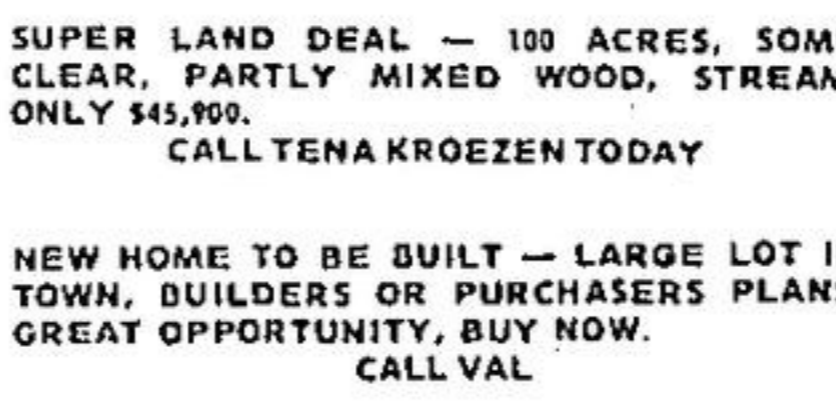 SUPER LAND DEAL — 100 ACRES, SOM
CLEAR, PARTLY MIXED WOOD, STREAM
ONLY $45,900.
CALL TENA KROEZEN TODAY
NEW HOME TO BE BUILT — LARGE LOT I
TOWN, BUILDERS OR PURCHASERS PLANS
GREAT OPPORTUNITY, BUY NOW.
CALL VAL